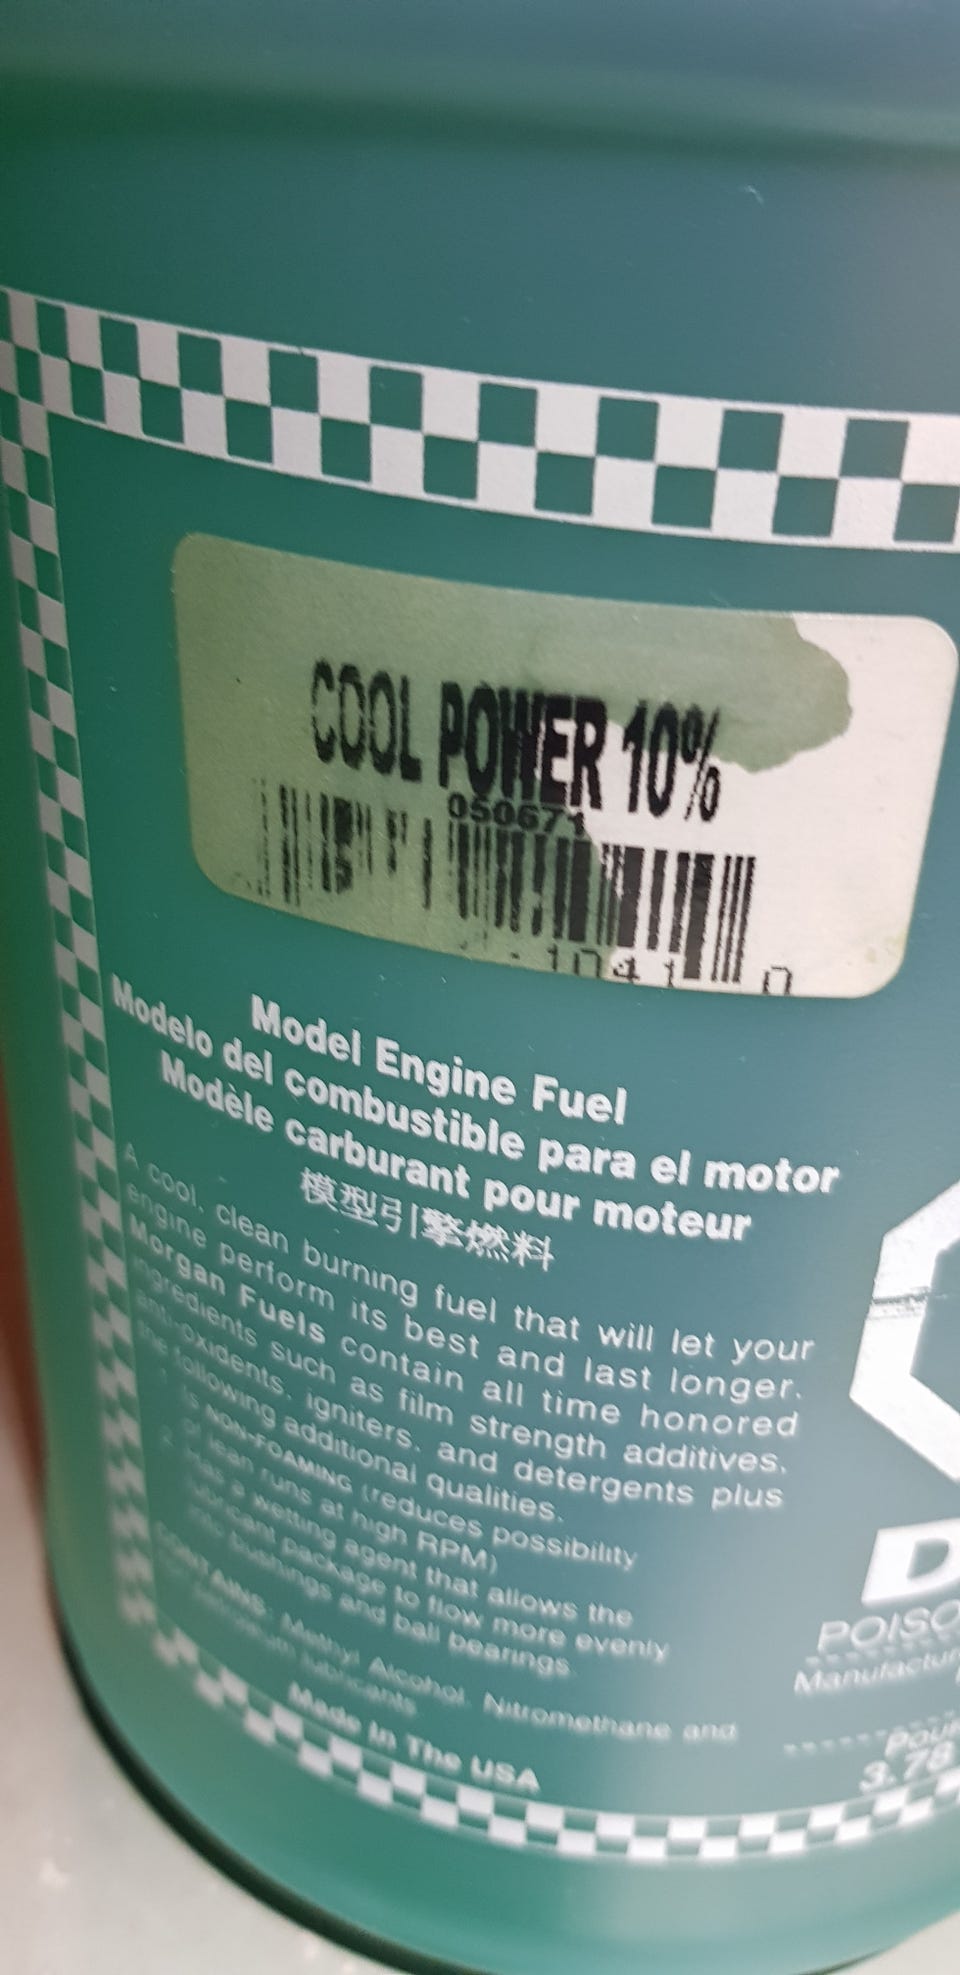 COOL POWER 10%
050671
1041 0
Model Engine Fuel
Modelo del combustible para el motor
Modèle carburant pour moteur
模型引擎燃料
A cool, clean burning fuel that will let your
engine perform its best and last longer.
Morgan Fuels contain all time honored
ingredients such as film strength additives,
anti-oxidents, igniters, and detergents plus
the following additional qualities.
1. Is NON-FOAMING (reduces possibility
of lean runs at high RPM)
2. Has a wetting agent that allows the
lubricant package to flow more evenly
into bushings and ball bearings.
CONTAINS: Methyl Alcohol, Nitromethane and
lubricants
Made In The USA
D
POISO
Manufactur
3.78